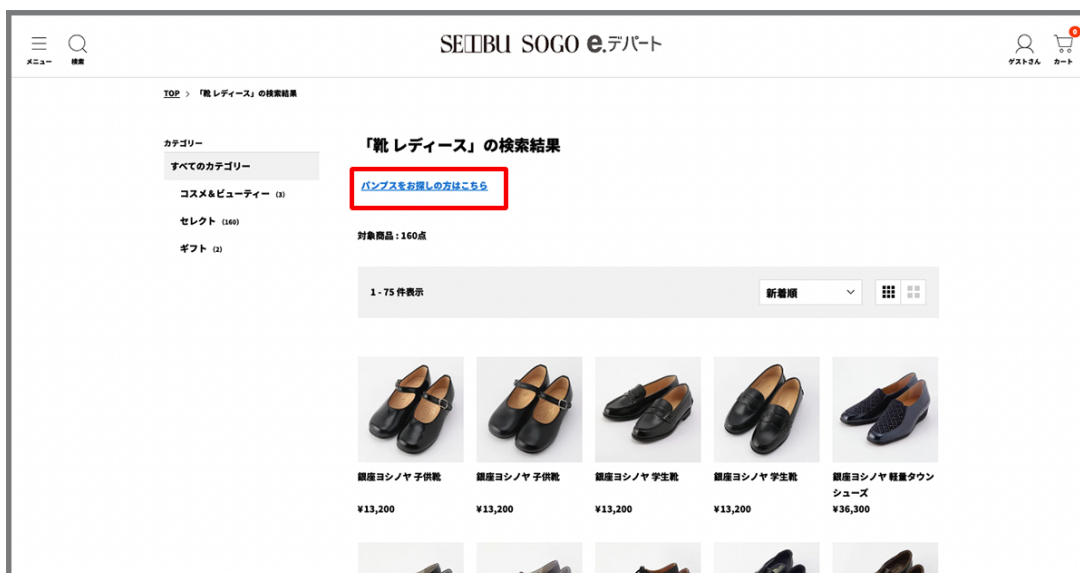 SEIBU SOGO e.デパート
メニュー
検索
ゲストさん
0
カート
TOP > 「靴 レディース」の検索結果
カテゴリー
すべてのカテゴリー
コスメ&ビューティー (3)
セレクト (160)
ギフト (2)
「靴 レディース」の検索結果
パンプスをお探しの方はこちら
対象商品 : 160点
1 - 75 件表示
新着順
銀座ヨシノヤ 子供靴
¥13,200
銀座ヨシノヤ 子供靴
¥13,200
銀座ヨシノヤ 学生靴
¥13,200
銀座ヨシノヤ 学生靴
¥13,200
銀座ヨシノヤ 軽量タウン
シューズ
¥36,300